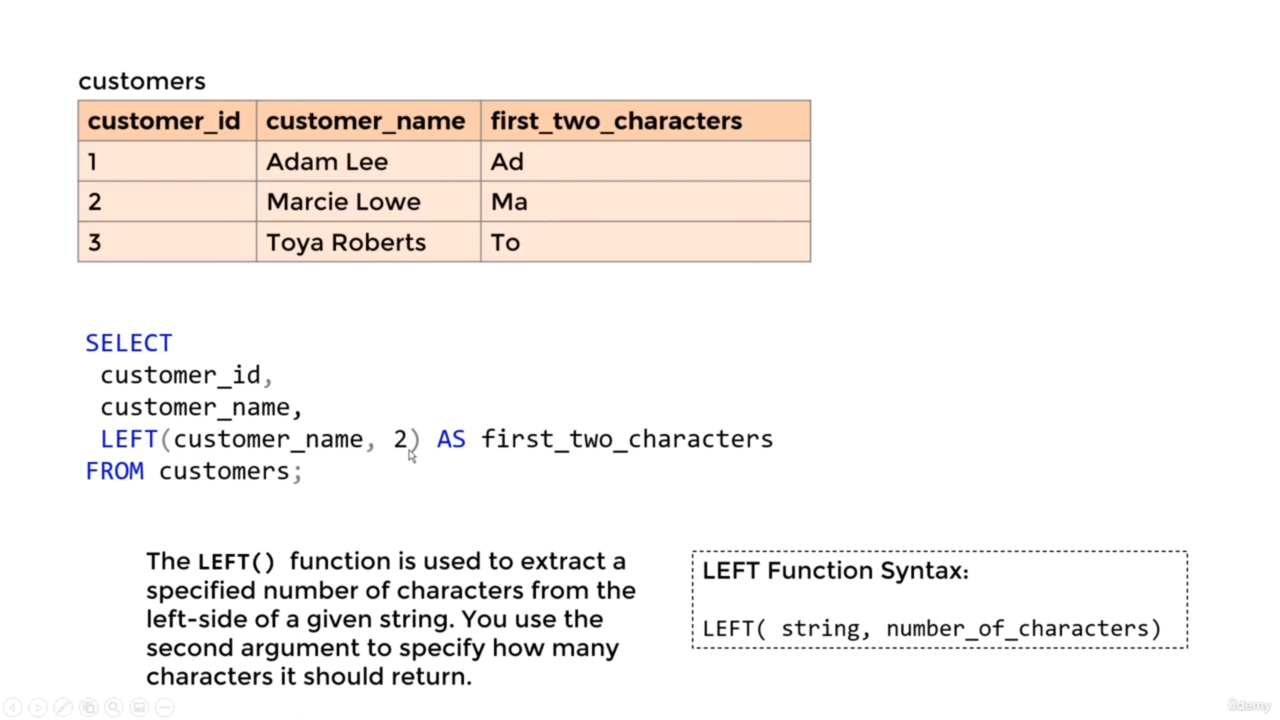 customers
customer_id customer_name first_two_characters
1 Adam Lee Ad
2 Marcie Lowe Ma
3 Toya Roberts To
SELECT
customer_id,
customer_name,
LEFT(customer_name, 2) AS first_two_characters
FROM customers;
The LEFT() function is used to extract a
specified number of characters from the
left-side of a given string. You use the
second argument to specify how many
characters it should return.
LEFT Function Syntax:
LEFT( string, number_of_characters)
ûdemy